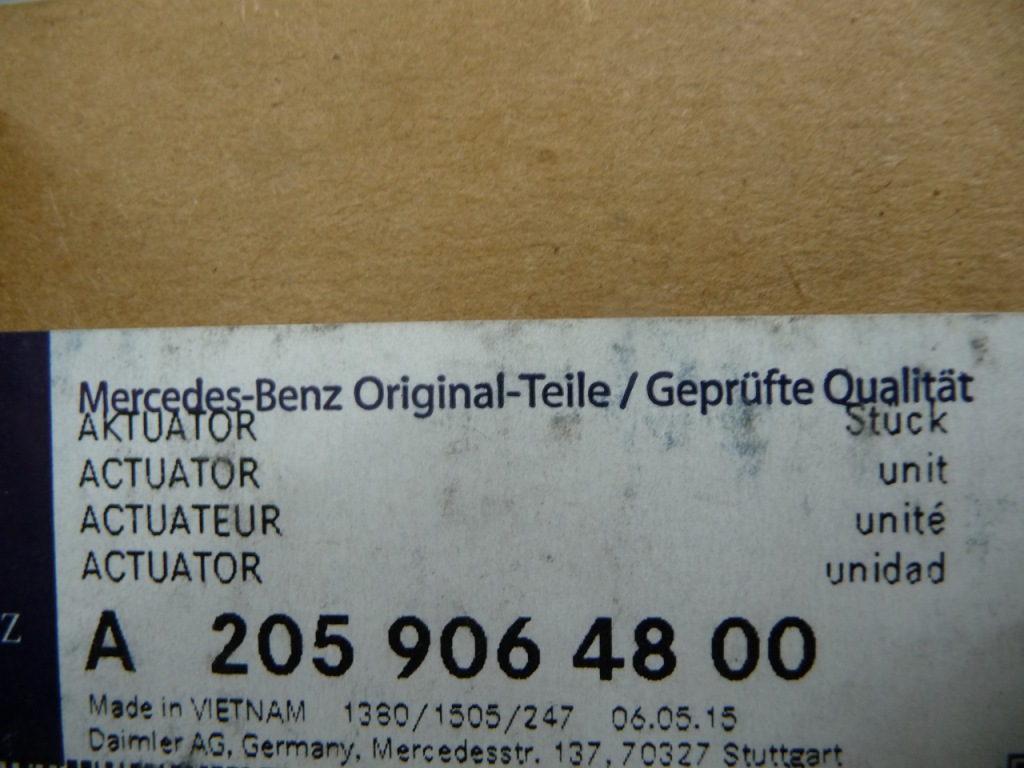 Mercedes-Benz Original-Teile / Geprüfte Qualität
AKTUATOR Stück
ACTUATOR unit
ACTUATEUR unité
ACTUATOR unidad
A 205 906 48 00
Z
Made in VIETNAM 1380/1505/247 06.05.15
Daimler AG, Germany, Mercedesstr. 137, 70327 Stuttgart